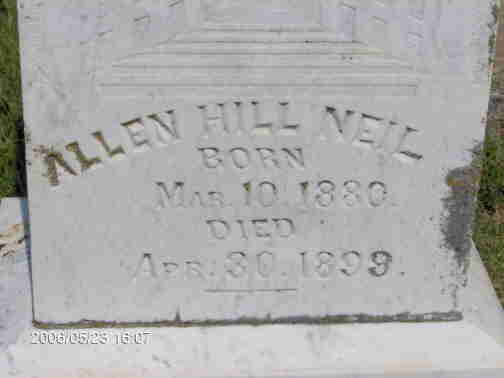 ALLEN HILL NEIL
BORN
MAR. 10. 1880.
DIED
APR. 30. 1899.
2006/05/23 16:07